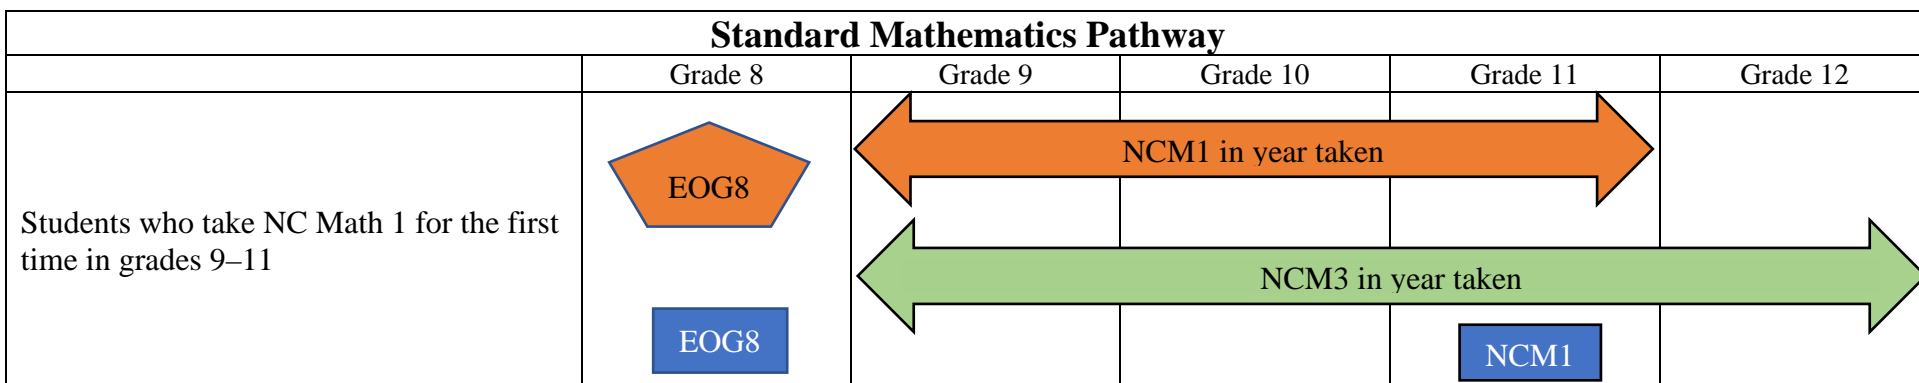 Standard Mathematics Pathway
Grade 8 Grade 9 Grade 10 Grade 11 Grade 12
NCM1 in year taken
EOG8
Students who take NC Math 1 for the first
time in grades 9–11
NCM3 in year taken
EOG8
NCM1